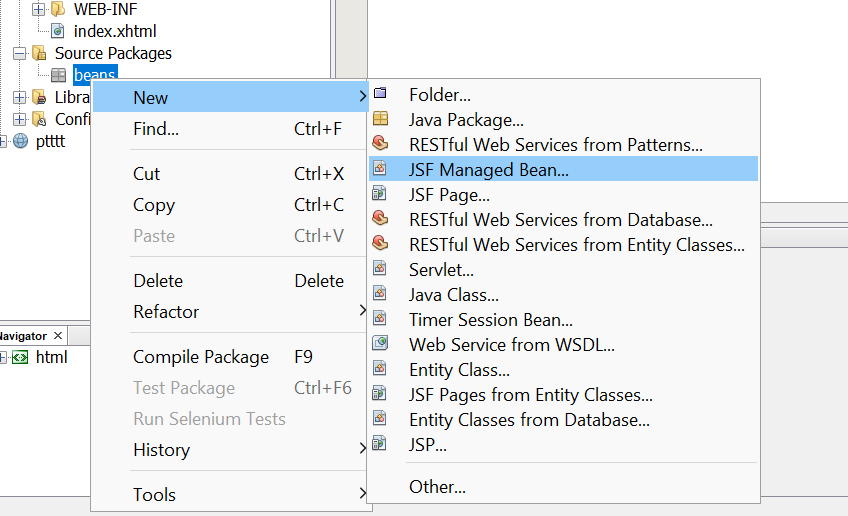 WEB-INF
index.xhtml
Source Packages
beans
Libra
Confi
ptttt
Navigator
html
New
Find... Ctrl+F
Cut Ctrl+X
Copy Ctrl+C
Paste Ctrl+V
Delete Delete
Refactor
Compile Package F9
Test Package Ctrl+F6
Run Selenium Tests
History
Tools
Folder...
Java Package...
RESTful Web Services from Patterns...
JSF Managed Bean...
JSF Page...
RESTful Web Services from Database...
RESTful Web Services from Entity Classes...
Servlet...
Java Class...
Timer Session Bean...
Web Service from WSDL...
Entity Class...
JSF Pages from Entity Classes...
Entity Classes from Database...
JSP...
Other...